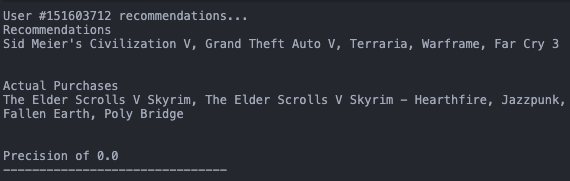 User #151603712 recommendations...
Recommendations
Sid Meier's Civilization V, Grand Theft Auto V, Terraria, Warframe, Far Cry 3
Actual Purchases
The Elder Scrolls V Skyrim, The Elder Scrolls V Skyrim - Hearthfire, Jazzpunk,
Fallen Earth, Poly Bridge
Precision of 0.0
-------------------------------